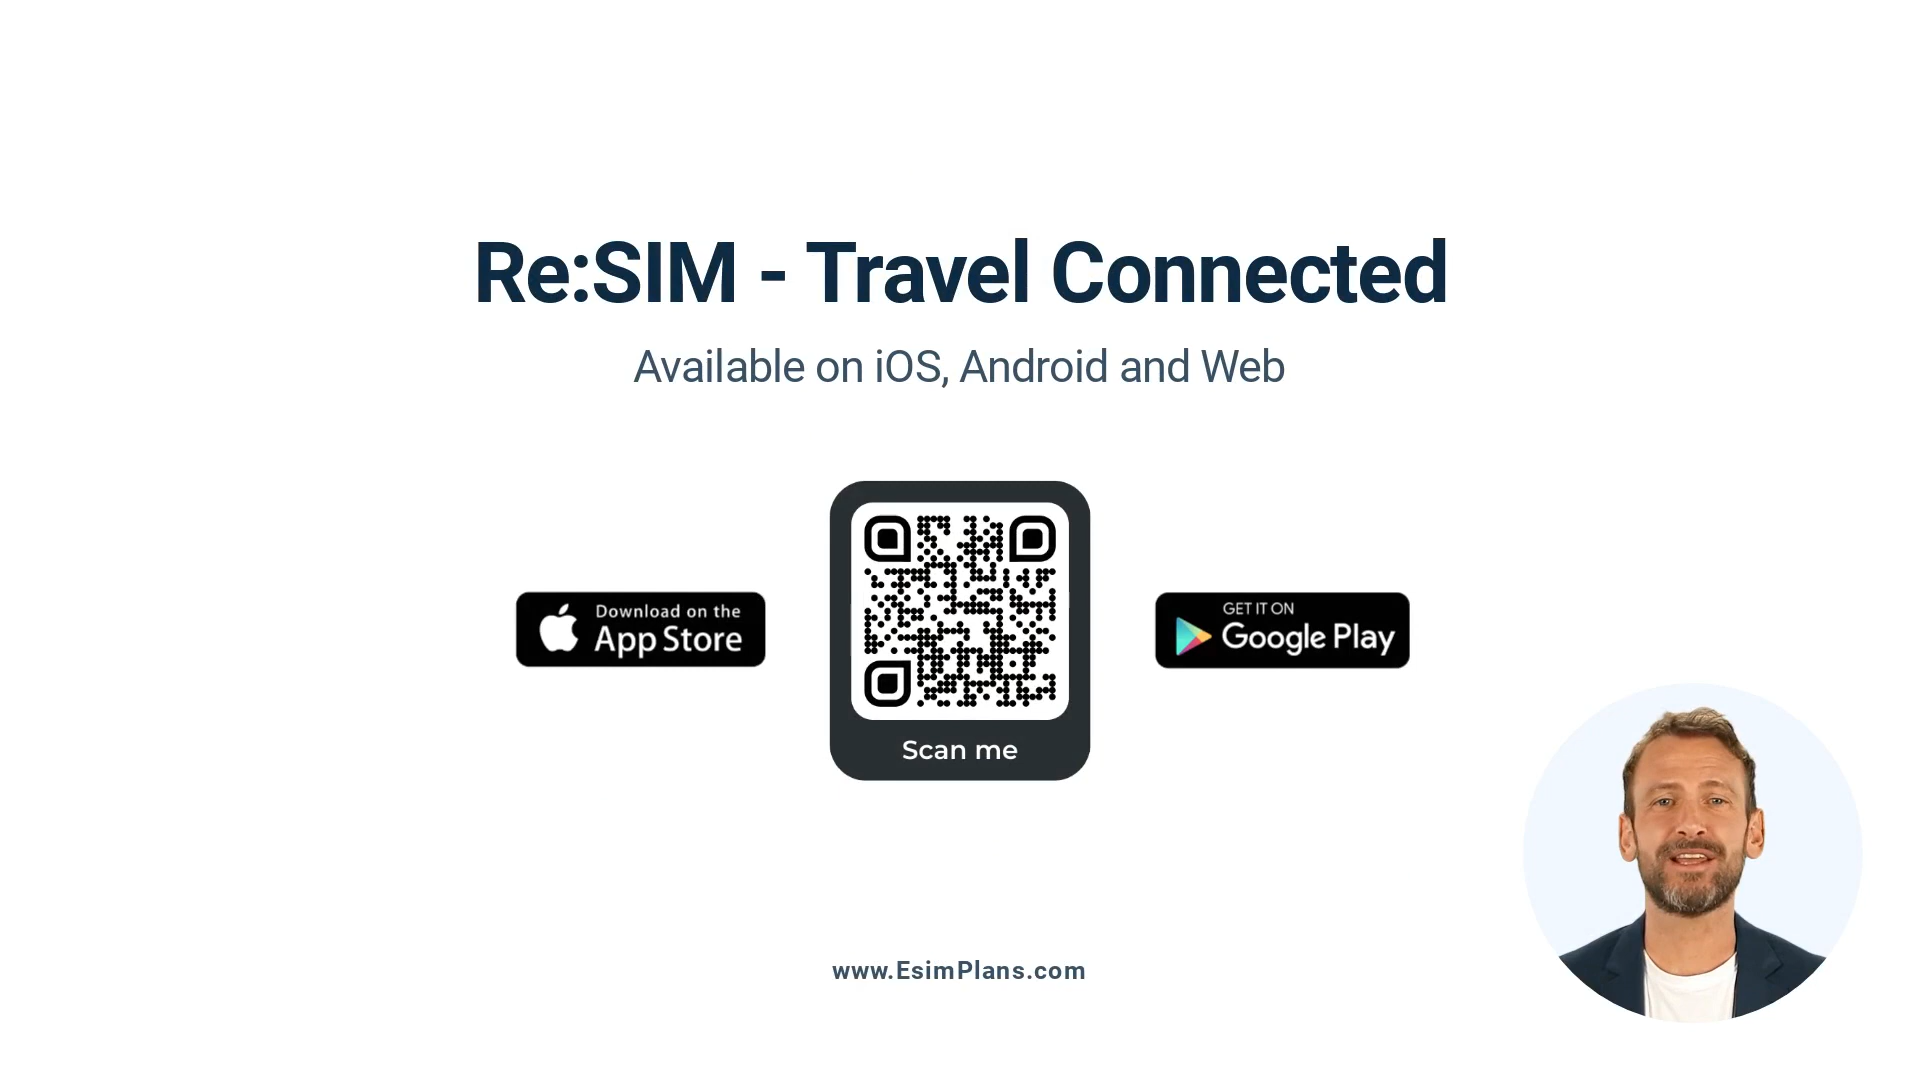 Re:SIM - Travel Connected
Available on iOS, Android and Web
Download on the
App Store
Scan me
GET IT ON
Google Play
www.EsimPlans.com